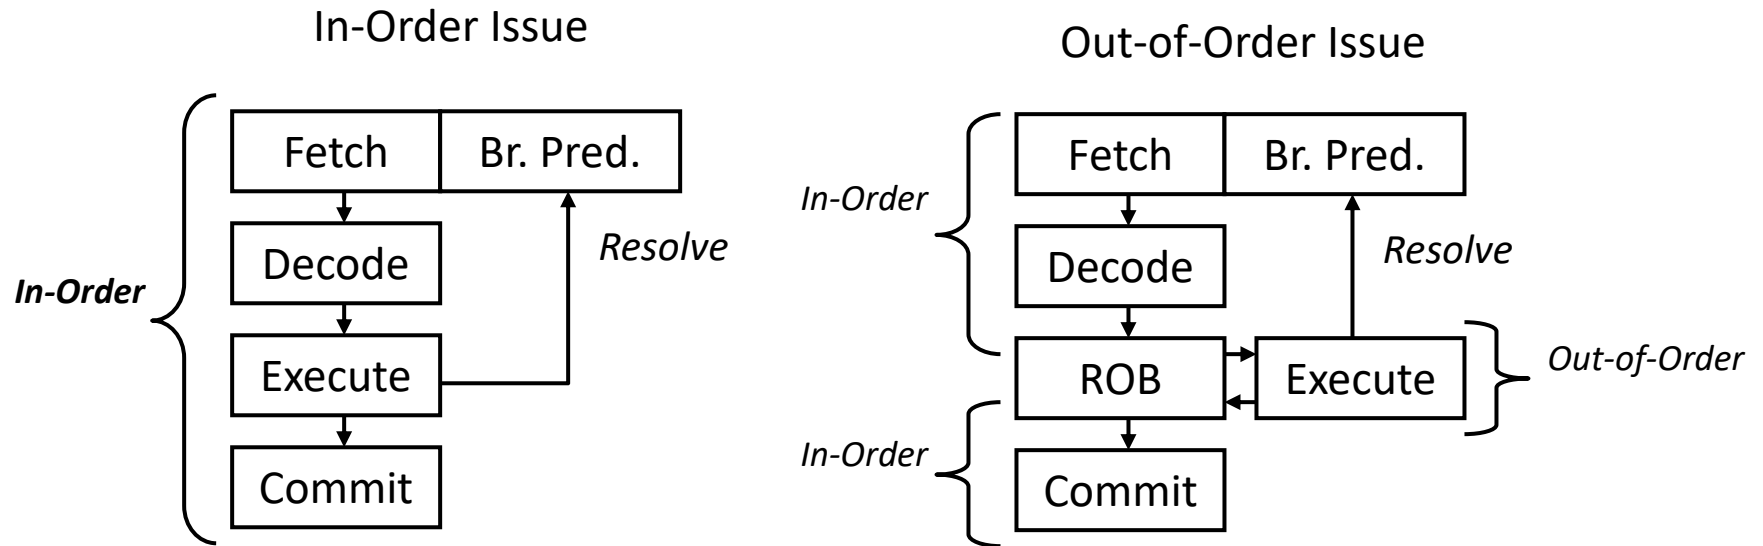 In-Order Issue
Fetch
Br. Pred.
Decode
Resolve
In-Order
Execute
Commit
Out-of-Order Issue
Fetch
Br. Pred.
In-Order
Decode
Resolve
ROB
Execute
Out-of-Order
In-Order
Commit